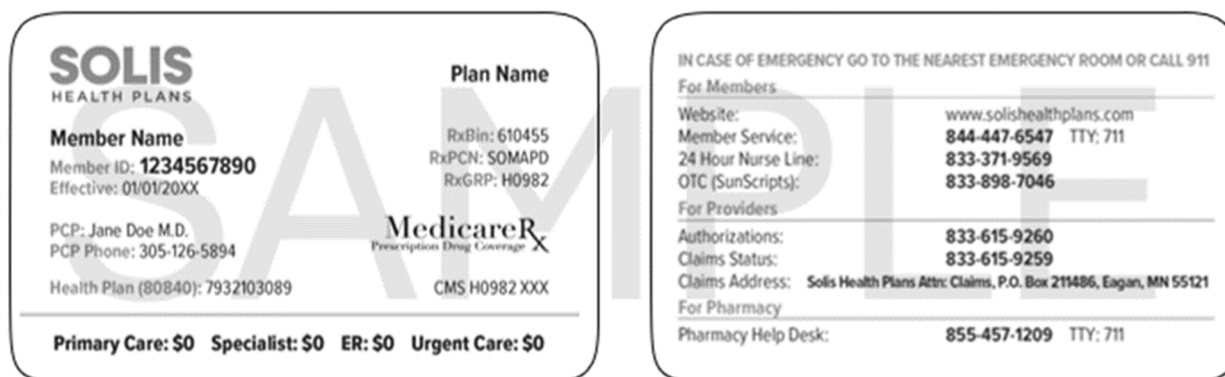 SOLIS
HEALTH PLANS
Plan Name
Member Name
Member ID: 1234567890
Effective: 01/01/20XX
RxBin: 610455
RxPCN: SOMAPD
RxGRP: H0982
PCP: Jane Doe M.D.
PCP Phone: 305-126-5894
MedicareRx
Prescription Drug Coverage
Health Plan (80840): 7932103089
CMS H0982 XXX
Primary Care: $0 Specialist: $0 ER: $0 Urgent Care: $0
IN CASE OF EMERGENCY GO TO THE NEAREST EMERGENCY ROOM OR CALL 911
For Members
Website: www.solishealthplans.com
Member Service: 844-447-6547 TTY: 711
24 Hour Nurse Line: 833-371-9569
OTC (SunScripts): 833-898-7046
For Providers
Authorizations: 833-615-9260
Claims Status: 833-615-9259
Claims Address: Solis Health Plans Attn: Claims, P.O. Box 211486, Eagan, MN 55121
For Pharmacy
Pharmacy Help Desk: 855-457-1209 TTY: 711
SAMPLE